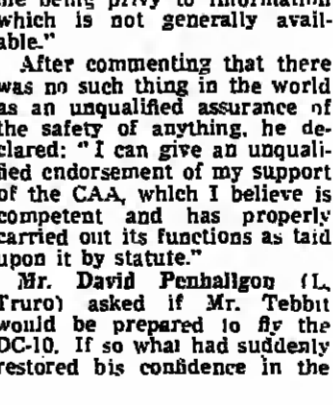 the being privy to information
which is not generally avail-
able."
After commenting that there
was no such thing in the world
as an unqualified assurance of
the safety of anything, he de-
clared: "I can give an unquali-
fied endorsement of my support
of the CAA, which I believe is
competent and has properly
carried out its functions as laid
upon it by statute."
Mr. David Penhaligon (L,
Truro) asked if Mr. Tebbit
would be prepared to fly the
DC-10. If so what had suddenly
restored his confidence in the